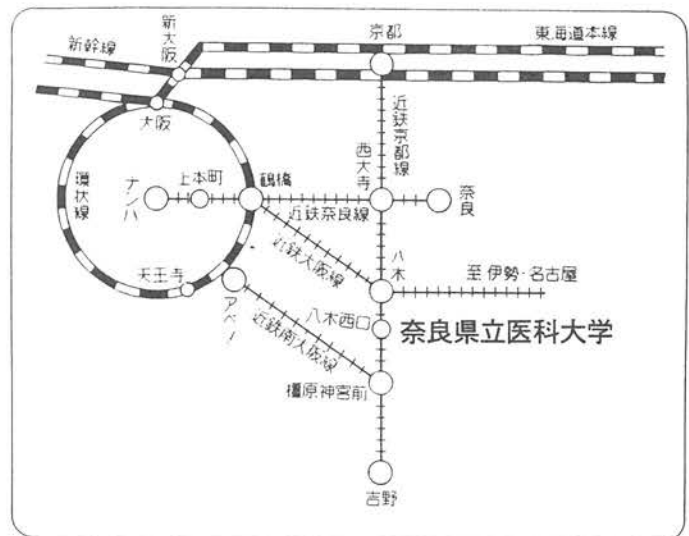 新大阪
京都
東海道本線
新幹線
大阪
近鉄京都線
西大寺
環状線
ナンバ
上本町
鶴橋
近鉄奈良線
奈良
近鉄大阪線
八木
至伊勢・名古屋
天王寺
アベノ
近鉄南大阪線
八木西口
奈良県立医科大学
橿原神宮前
吉野